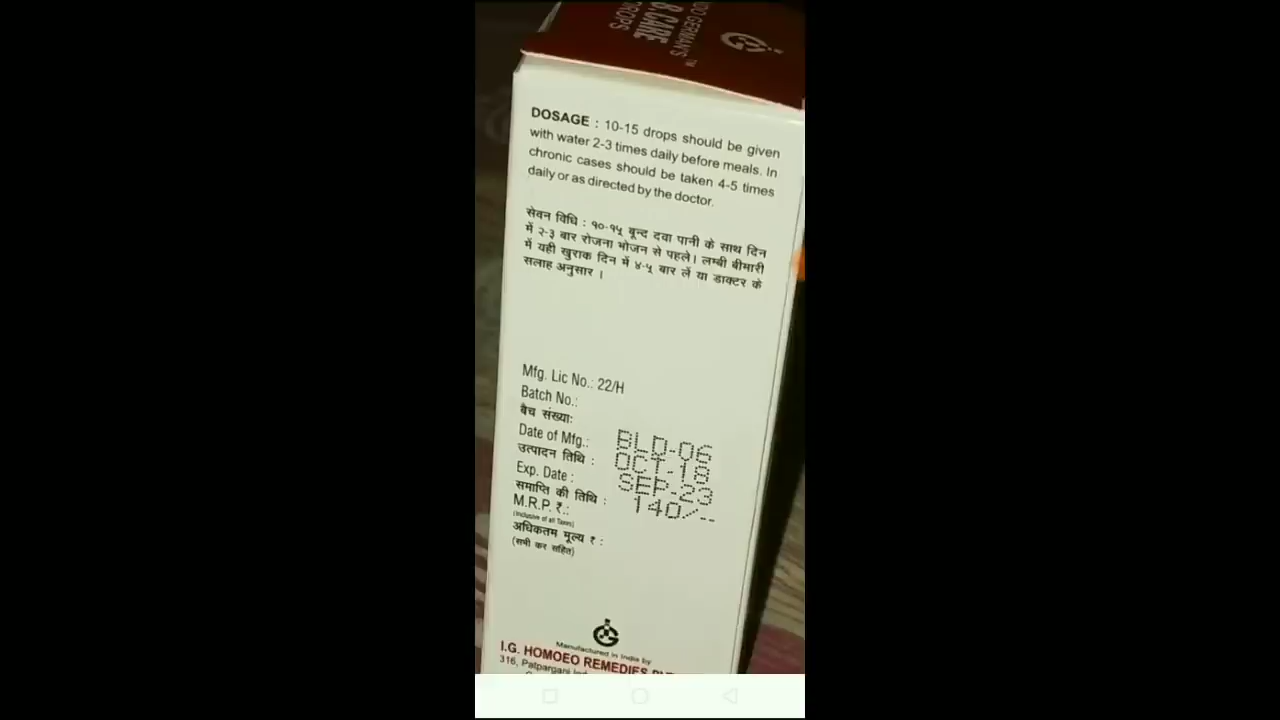 B.CARE
DROPS
DOSAGE : 10-15 drops should be given
with water 2-3 times daily before meals. In
chronic cases should be taken 4-5 times
daily or as directed by the doctor.
सेवन विधि : १०-१५ बून्द दवा पानी के साथ दिन
में २-३ बार रोजना भोजन से पहले। लम्बी बीमारी
में यही खुराक दिन में ४-५ बार लें या डाक्टर के
सलाह अनुसार ।
Mfg. Lic No.: 22/H
Batch No.:
बैच संख्याः
BLD-06
Date of Mfg.:
उत्पादन तिथि :
OCT-18
Exp. Date :
समाप्ति की तिथि :
SEP-23
M.R.P. ₹.:
140/--
(Inclusive of all Taxes)
अधिकतम मूल्य ₹ :
(सभी कर सहित)
Manufactured in India by
I.G. HOMOEO REMEDIES
316, Patparganj